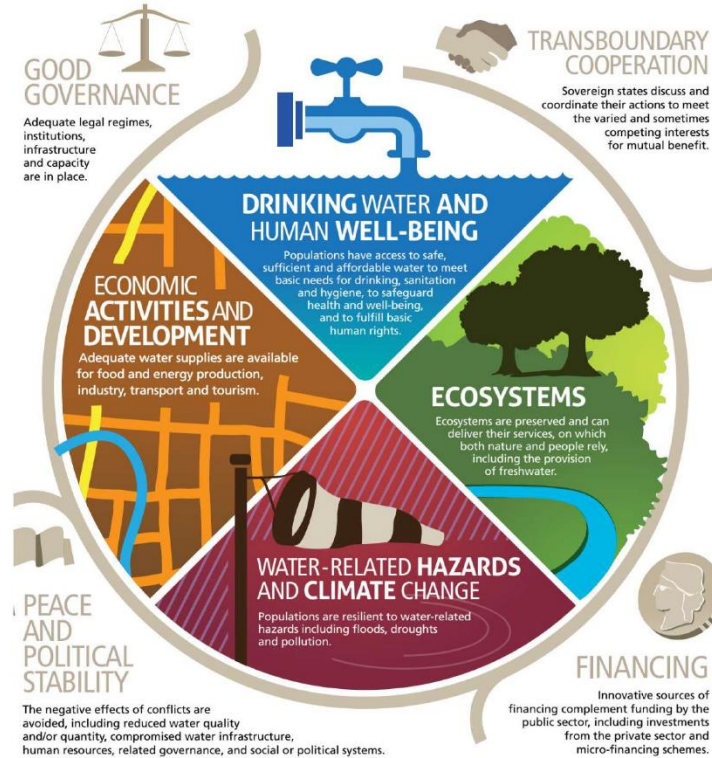 GOOD
GOVERNANCE
Adequate legal regimes,
institutions,
infrastructure
and capacity
are in place.
TRANSBOUNDARY
COOPERATION
Sovereign states discuss and
coordinate their actions to meet
the varied and sometimes
competing interests
for mutual benefit.
DRINKING WATER AND
HUMAN WELL-BEING
Populations have access to safe,
sufficient and affordable water to meet
basic needs for drinking, sanitation
and hygiene, to safeguard
health and well-being,
and to fulfill basic
human rights.
ECONOMIC
ACTIVITIES AND
DEVELOPMENT
Adequate water supplies are available
for food and energy production,
industry, transport and tourism.
ECOSYSTEMS
Ecosystems are preserved and can
deliver their services, on which
both nature and people rely,
including the provision
of freshwater.
WATER-RELATED HAZARDS
AND CLIMATE CHANGE
Populations are resilient to water-related
hazards including floods, droughts
and pollution.
PEACE
AND
POLITICAL
STABILITY
The negative effects of conflicts are
avoided, including reduced water quality
and/or quantity, compromised water infrastructure,
human resources, related governance, and social or political systems.
FINANCING
Innovative sources of
financing complement funding by the
public sector, including investments
from the private sector and
micro-financing schemes.